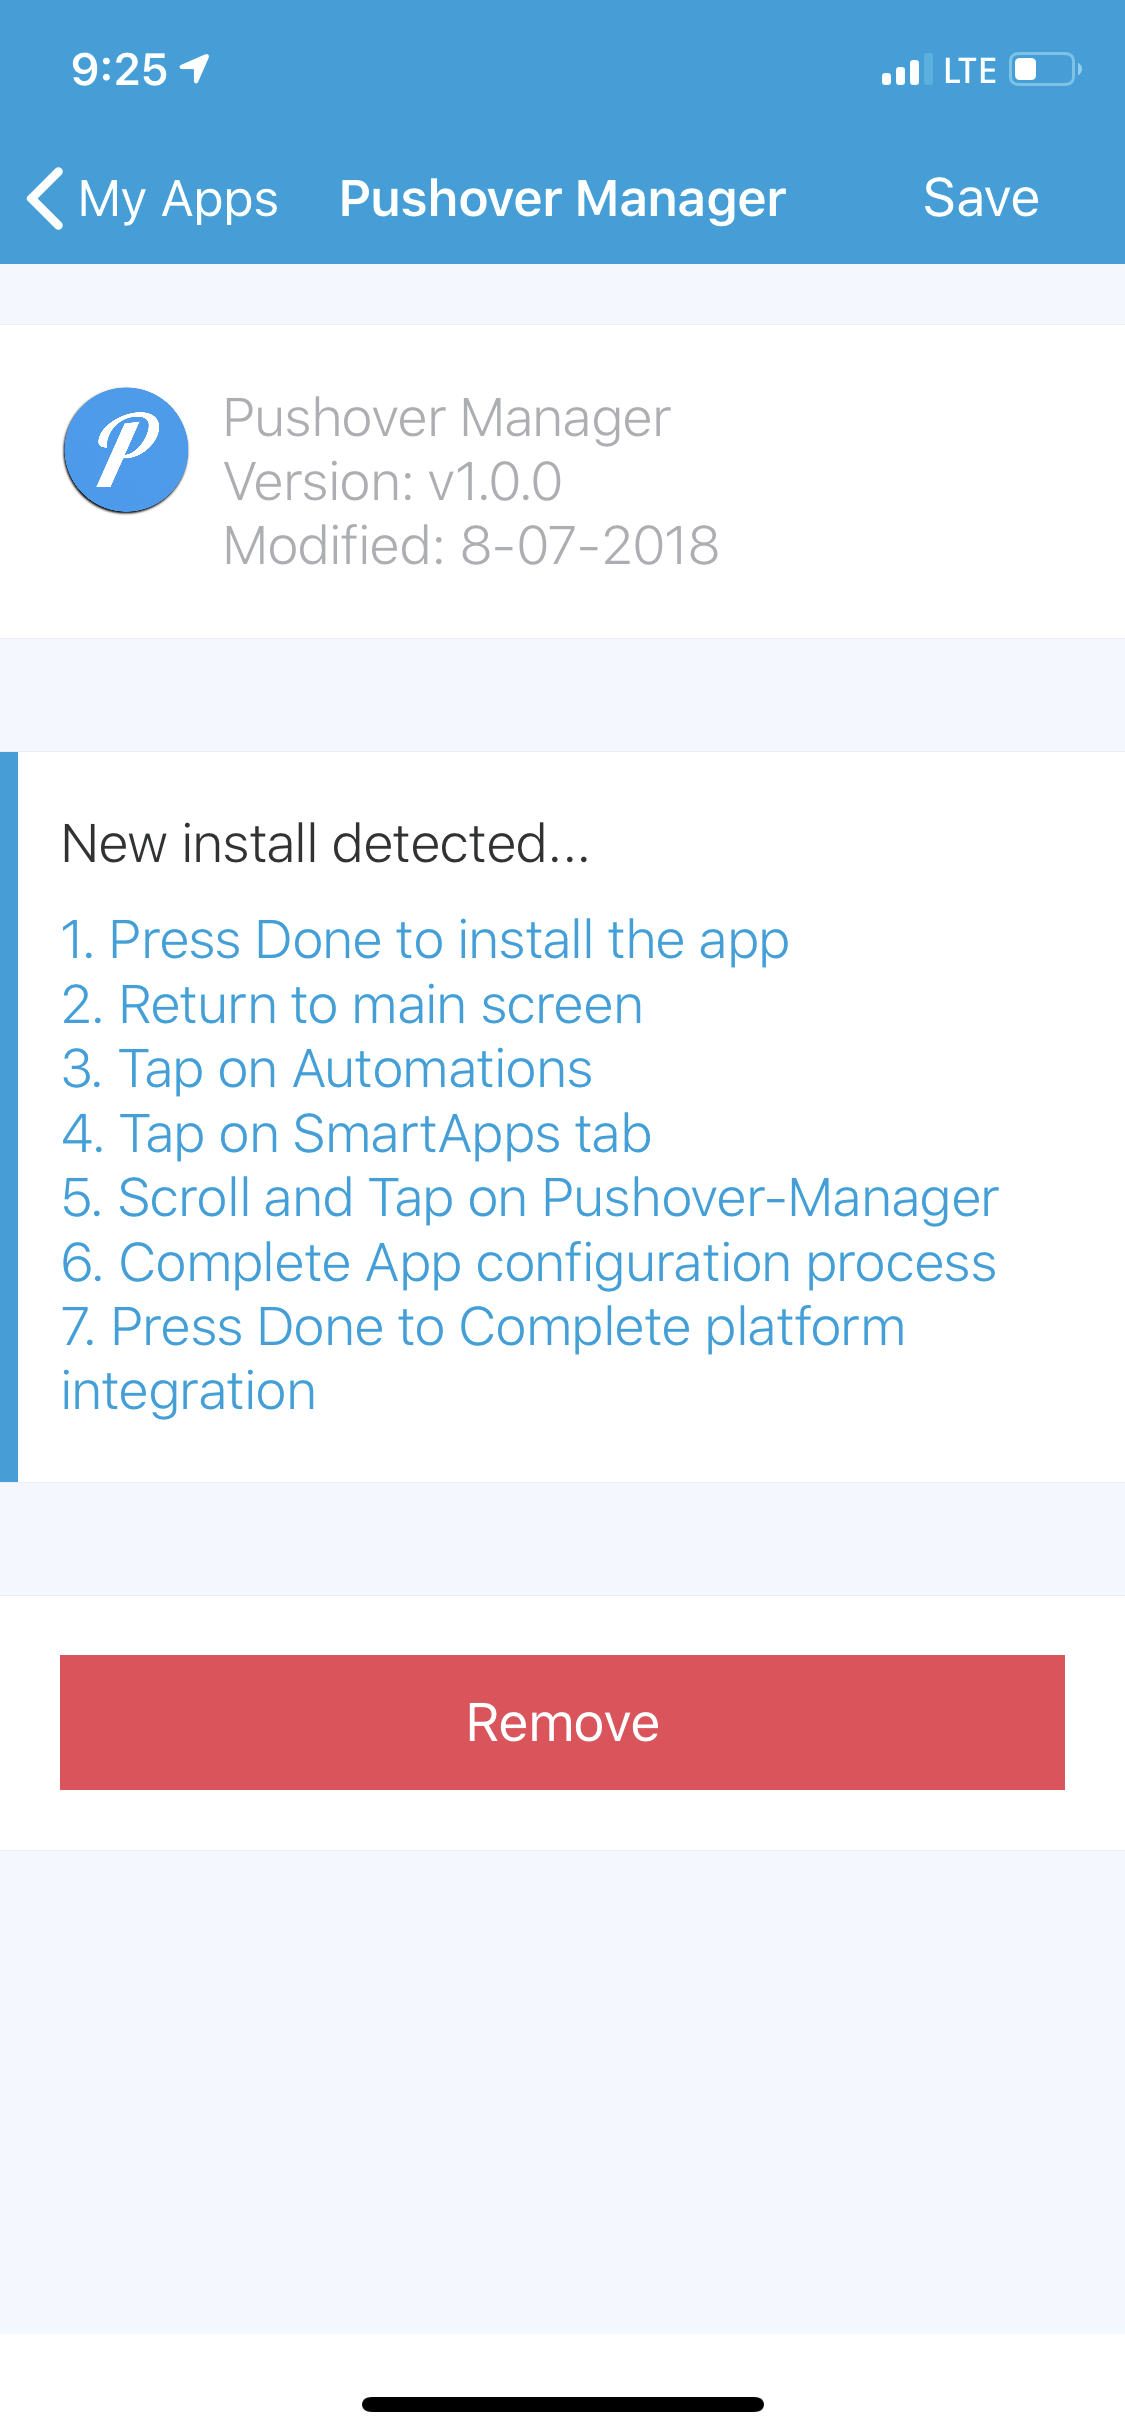 9:25 LTE
My Apps Pushover Manager Save
P
Pushover Manager
Version: v1.0.0
Modified: 8-07-2018
New install detected...
1. Press Done to install the app
2. Return to main screen
3. Tap on Automations
4. Tap on SmartApps tab
5. Scroll and Tap on Pushover-Manager
6. Complete App configuration process
7. Press Done to Complete platform
integration
Remove